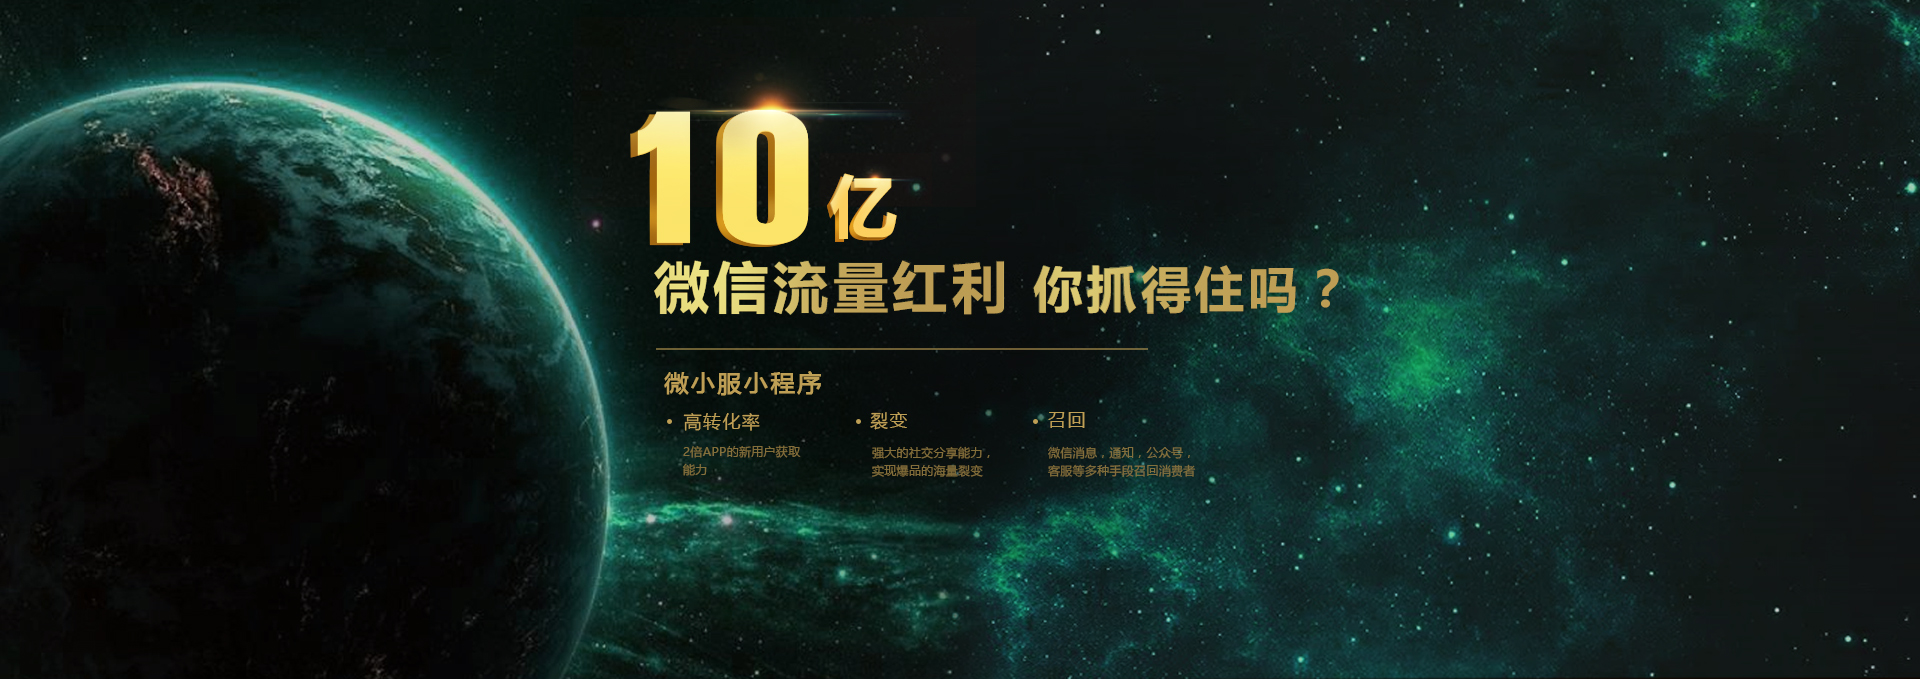 10亿
微信流量红利 你抓得住吗？
微小服小程序
• 高转化率
2倍APP的新用户获取
能力
• 裂变
强大的社交分享能力，
实现爆品的海量裂变
• 召回
微信消息，通知，公众号，
客服等多种手段召回消费者